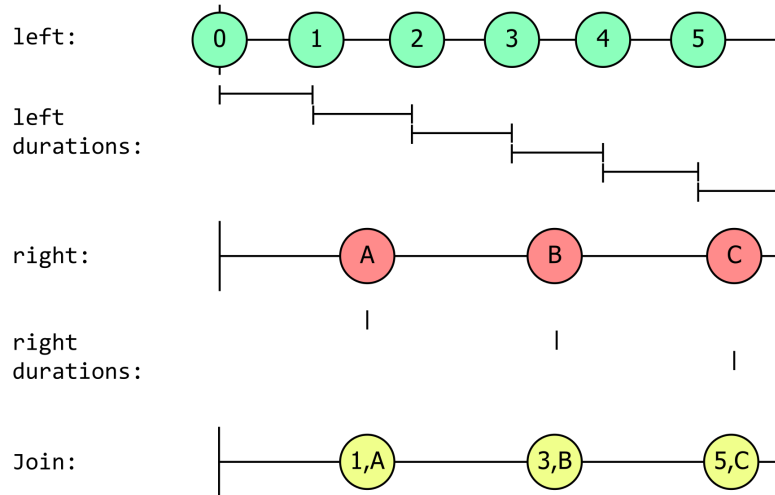 left: 0 1 2 3 4 5
left
durations:
right: A B C
right
durations:
Join: 1,A 3,B 5,C